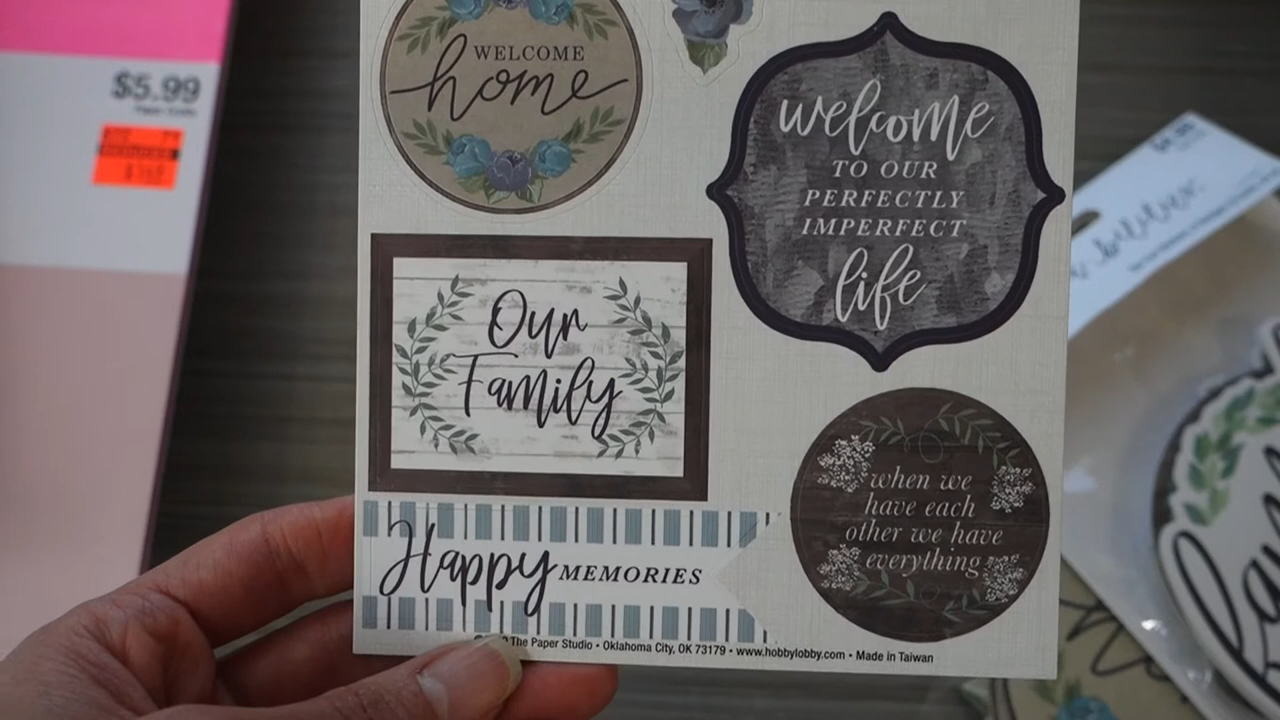 $5.99
WELCOME
home
welcome
TO OUR
PERFECTLY
IMPERFECT
life
Our
Family
when we
have each
other we have
everything
Happy MEMORIES
The Paper Studio • Oklahoma City, OK 73179 • www.hobbylobby.com • Made in Taiwan